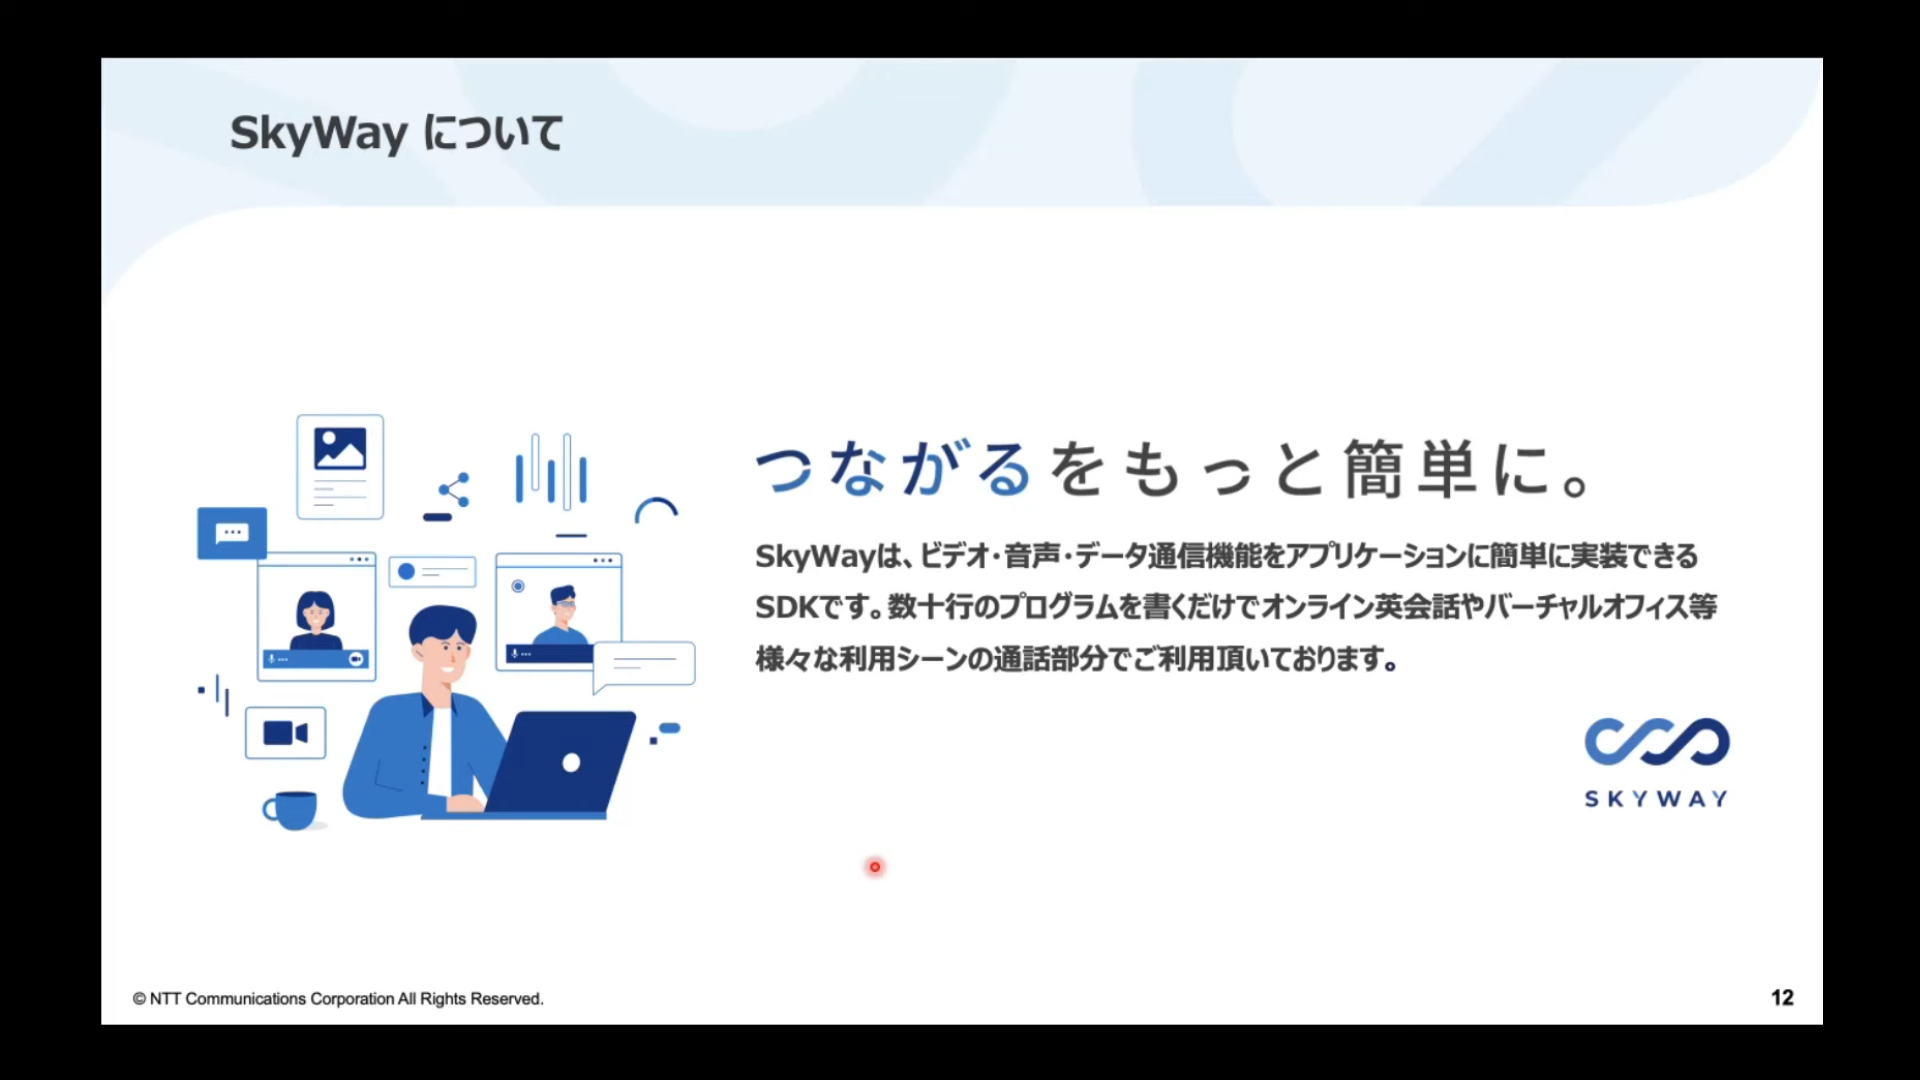 SkyWay について
つながるをもっと簡単に。
SkyWayは、ビデオ・音声・データ通信機能をアプリケーションに簡単に実装できる
SDKです。数十行のプログラムを書くだけでオンライン英会話やバーチャルオフィス等
様々な利用シーンの通話部分でご利用頂いております。
SKYWAY
© NTT Communications Corporation All Rights Reserved.
12